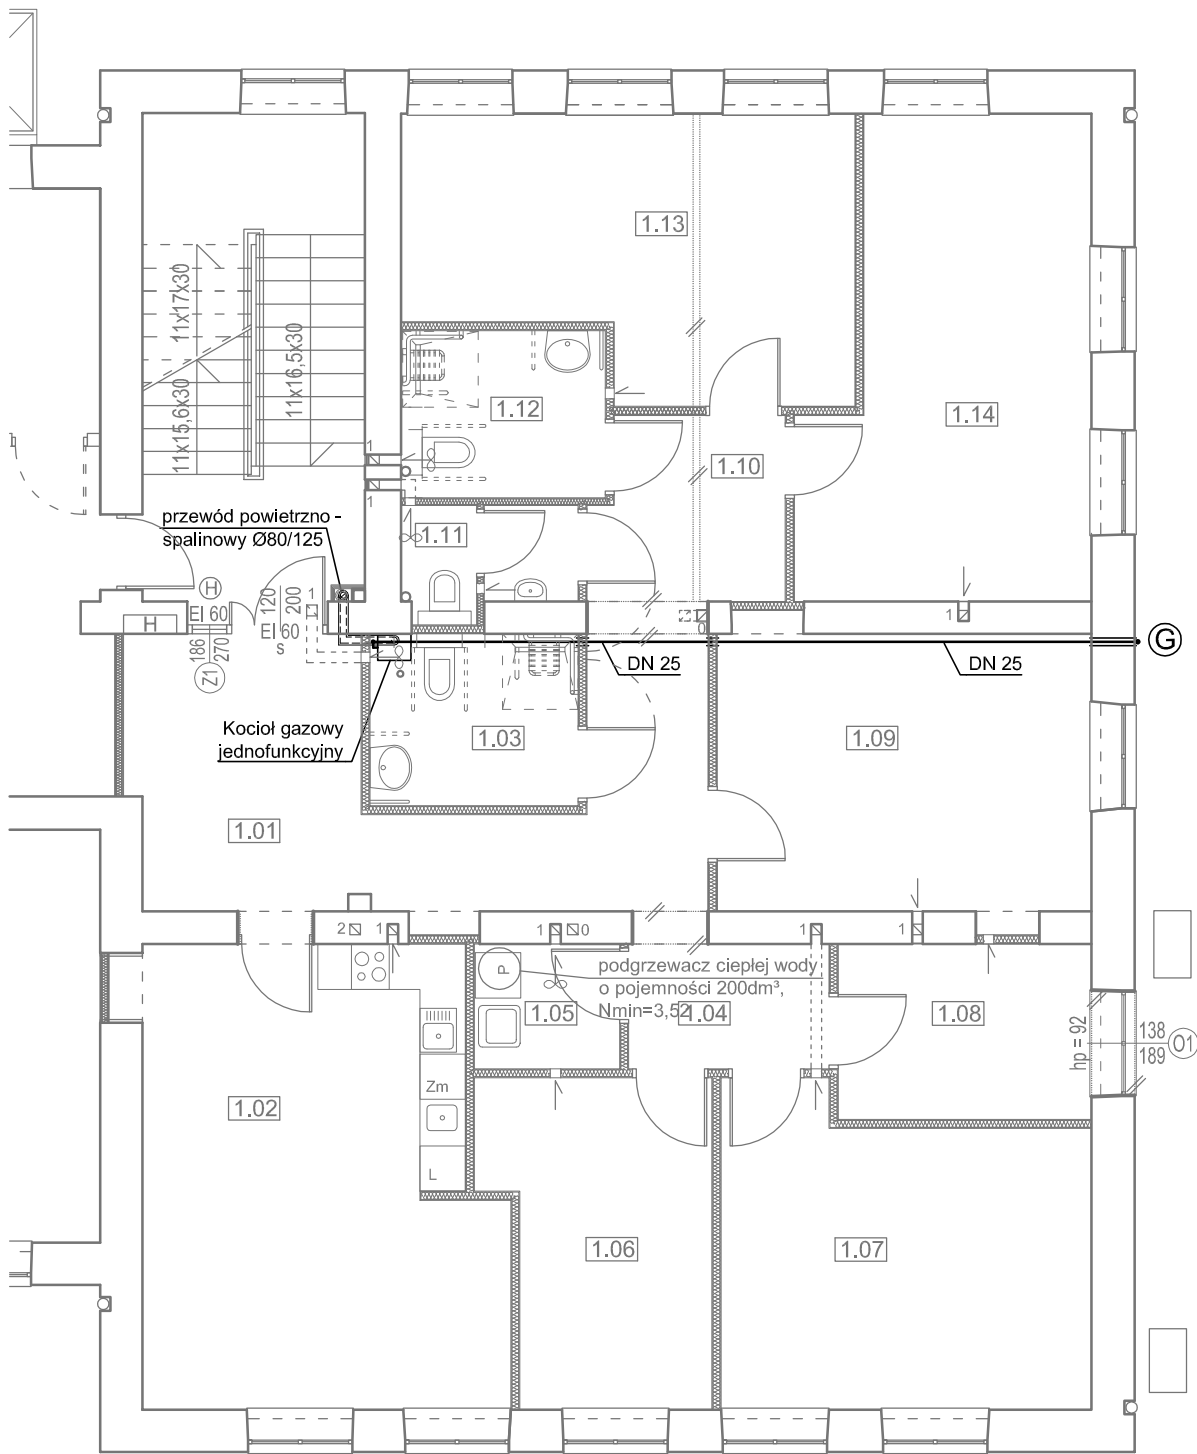 1.13
11x17x30
11x16,5x30
11x15,6x30
1.12
1.14
1
1.10
1
przewód powietrzno -
spalinowy Ø80/125
1.11
H
EI 60
120
200
1
H
EI 60
s
186
270
Z1
1
0
G
DN 25
DN 25
Kocioł gazowy
jednofunkcyjny
1.03
1.09
1.01
2
1
1
0
1
1
podgrzewacz ciepłej wody
o pojemności 200dm³,
Nmin=3,52
P
1.05
1.04
1.08
hp = 92
138
189
O1
Zm
1.02
L
1.06
1.07